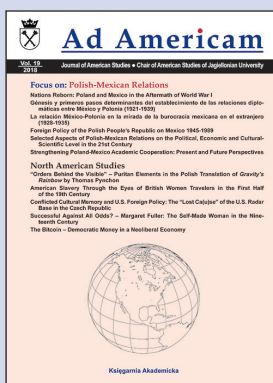 Ad Americam
Vol. 19
2018
Journal of American Studies • Chair of American Studies of Jagiellonian University
Focus on: Polish-Mexican Relations
Nations Reborn: Poland and Mexico in the Aftermath of World War I
Génesis y primeros pasos determinantes del establecimiento de las relaciones diplo-
máticas entre México y Polonia (1921-1939)
La relación México-Polonia en la mirada de la burocracia mexicana en el extranjero
(1928-1935)
Foreign Policy of the Polish People's Republic on Mexico 1945-1989
Selected Aspects of Polish-Mexican Relations on the Political, Economic and Cultural-
Scientific Level in the 21st Century
Strengthening Poland-Mexico Academic Cooperation: Present and Future Perspectives
North American Studies
"Orders Behind the Visible" – Puritan Elements in the Polish Translation of Gravity's
Rainbow by Thomas Pynchon
American Slavery Through the Eyes of British Women Travelers in the First Half
of the 19th Century
Conflicted Cultural Memory and U.S. Foreign Policy: The "Lost Ca(u)se" of the U.S. Radar
Base in the Czech Republic
Successful Against All Odds? – Margaret Fuller: The Self-Made Woman in the Nine-
teenth Century
The Bitcoin – Democratic Money in a Neoliberal Economy
Księgarnia Akademicka